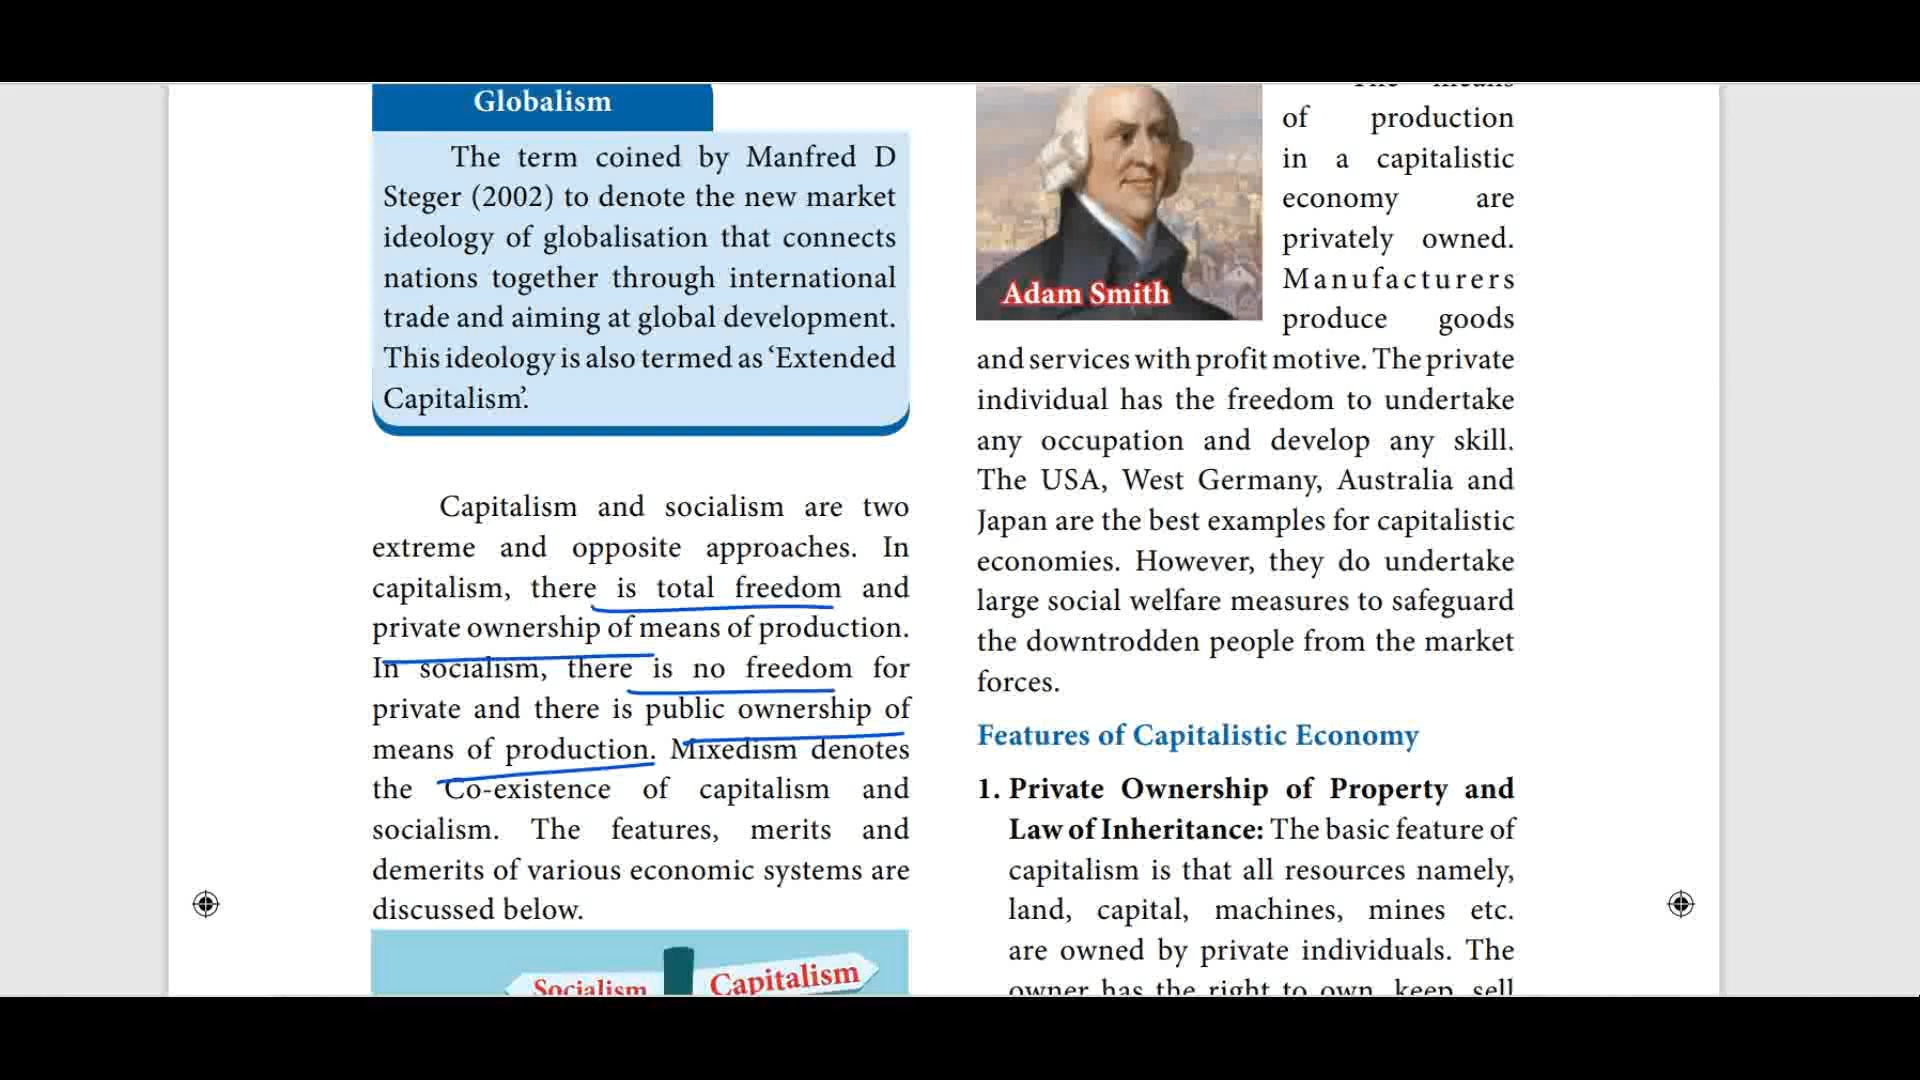 Globalism
The term coined by Manfred D
Steger (2002) to denote the new market
ideology of globalisation that connects
nations together through international
trade and aiming at global development.
This ideology is also termed as ‘Extended
Capitalism’.
Capitalism and socialism are two
extreme and opposite approaches. In
capitalism, there is total freedom and
private ownership of means of production.
In socialism, there is no freedom for
private and there is public ownership of
means of production. Mixedism denotes
the Co-existence of capitalism and
socialism. The features, merits and
demerits of various economic systems are
discussed below.
Socialism
Capitalism
The means
of production
in a capitalistic
economy are
privately owned.
Manufacturers
produce goods
Adam Smith
and services with profit motive. The private
individual has the freedom to undertake
any occupation and develop any skill.
The USA, West Germany, Australia and
Japan are the best examples for capitalistic
economies. However, they do undertake
large social welfare measures to safeguard
the downtrodden people from the market
forces.
Features of Capitalistic Economy
1. Private Ownership of Property and
Law of Inheritance: The basic feature of
capitalism is that all resources namely,
land, capital, machines, mines etc.
are owned by private individuals. The
owner has the right to own, keep, sell